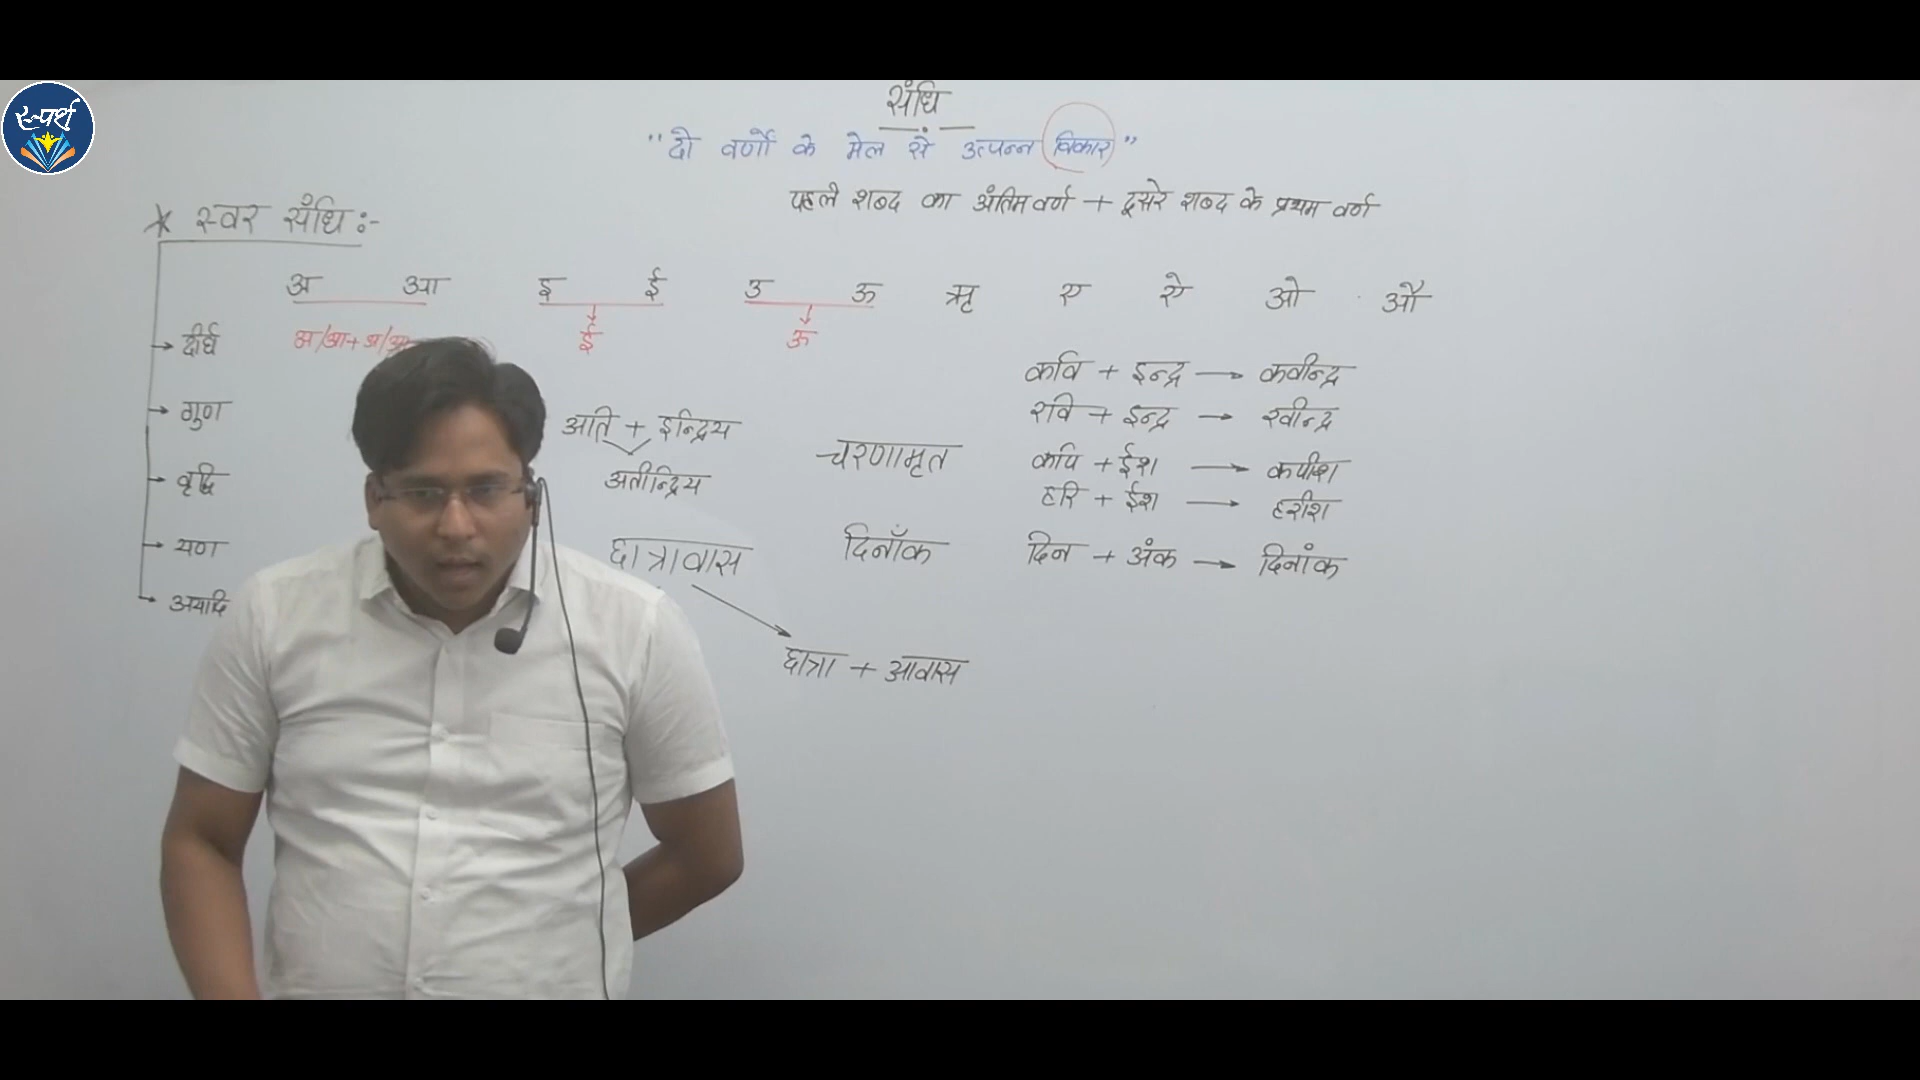 स्पर्श
संधि
"दो वर्णों के मेल से उत्पन्न विकार"
पहले शब्द का अंतिम वर्ण + दूसरे शब्द के प्रथम वर्ण
* स्वर संधि :-
अ आ इ ई उ ऊ ऋ ए ऐ ओ औ
→ दीर्घ
अ/आ + अ/आ
ई
ऊ
→ गुण
→ वृद्धि
→ यण
→ अयादि
अति + इन्द्रिय
अतीन्द्रिय
छात्रावास
छात्रा + आवास
चरणामृत
दिनाँक
कवि + इन्द्र → कवीन्द्र
रवि + इन्द्र → रवीन्द्र
कपि + ईश → कपीश
हरि + ईश → हरीश
दिन + अंक → दिनांक